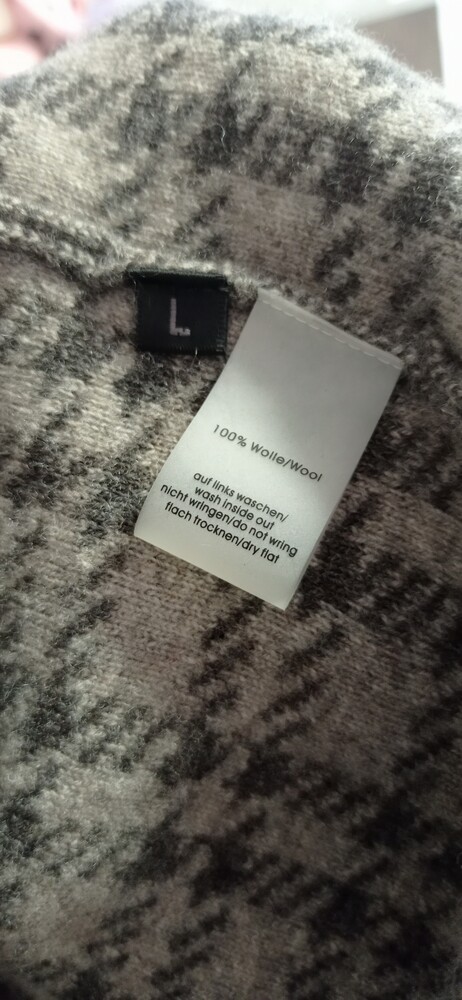 L
100% Wolle/Wool
auf links waschen/
wash inside out
nicht wringen/do not wring
flach trocknen/dry flat